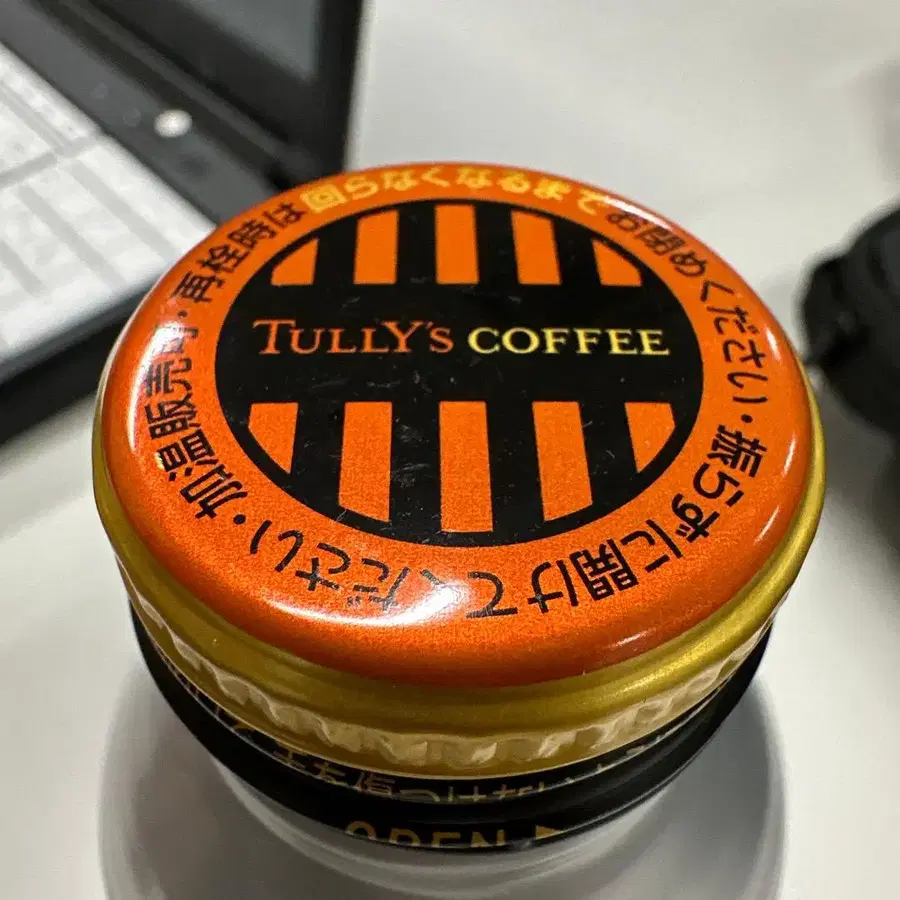 TULLY'S COFFEE
加温販売可・再栓時は回らなくなるまでお閉めください・振らずに開けてください・
OPEN